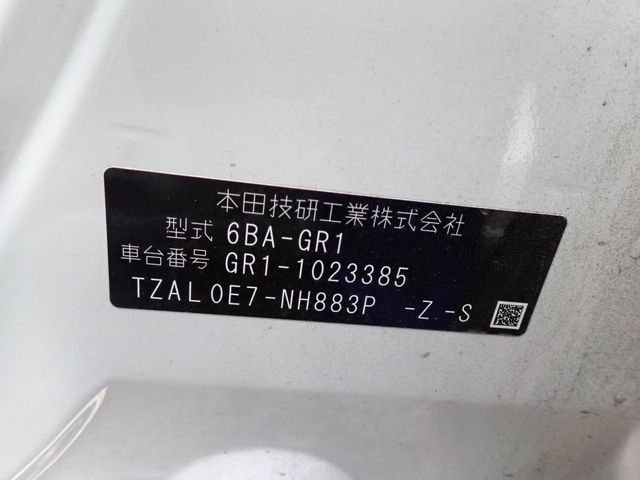 本田技研工業株式会社
型式 6BA-GR1
車台番号 GR1-1023385
TZAL0E7-NH883P -Z -S